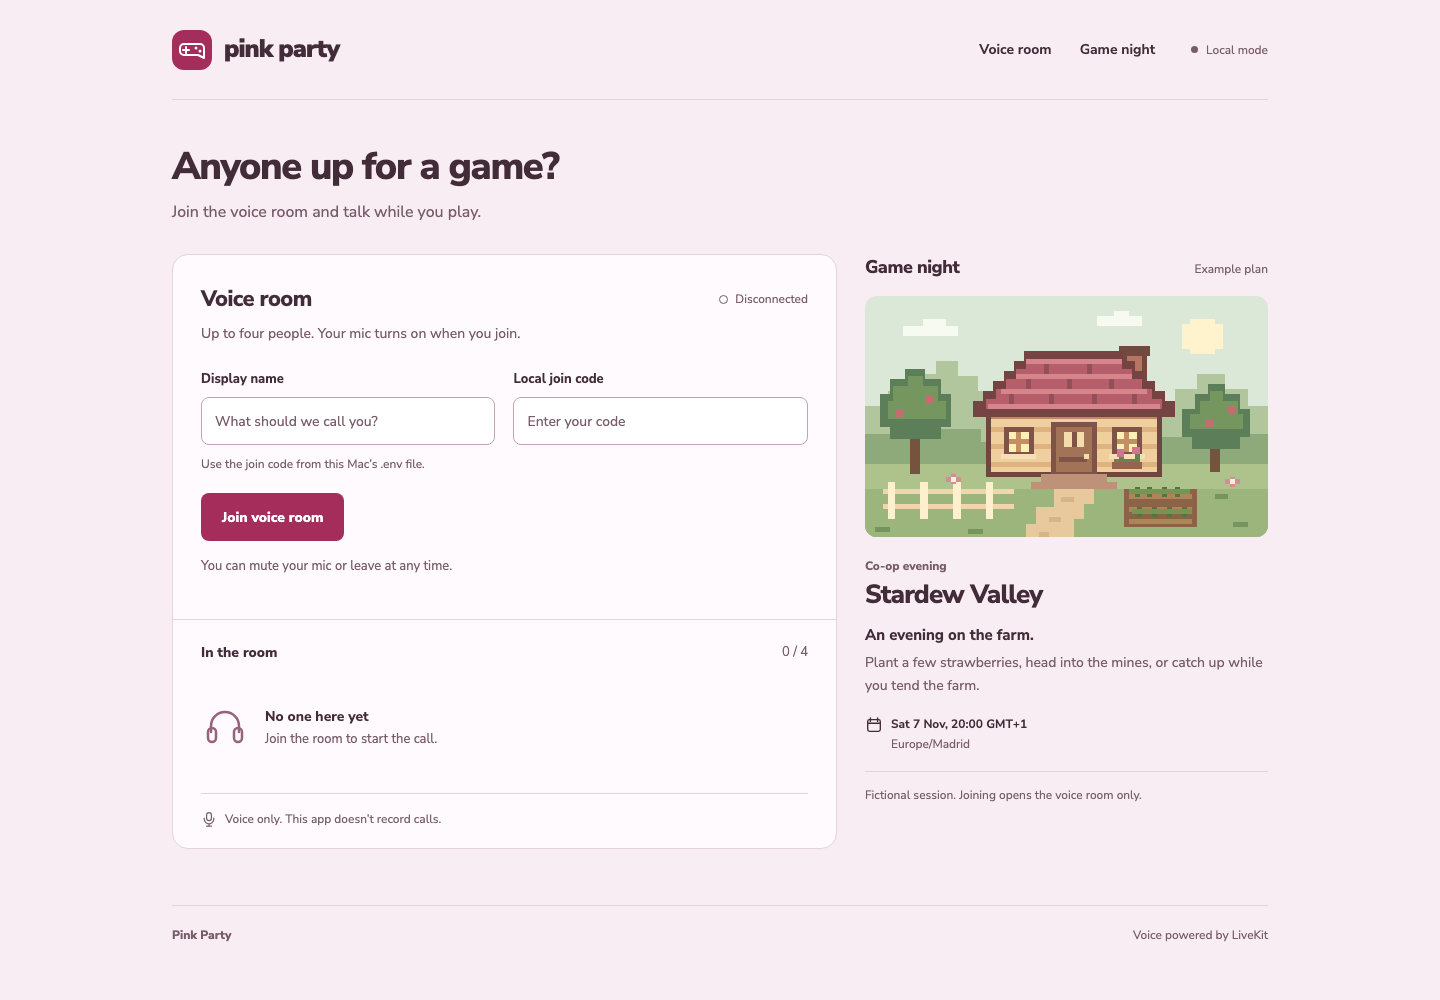 pink party
Voice room
Game night
Local mode
Anyone up for a game?
Join the voice room and talk while you play.
Voice room
Disconnected
Up to four people. Your mic turns on when you join.
Display name
Local join code
What should we call you?
Enter your code
Use the join code from this Mac's .env file.
Join voice room
You can mute your mic or leave at any time.
In the room
0 / 4
No one here yet
Join the room to start the call.
Voice only. This app doesn't record calls.
Game night
Example plan
Co-op evening
Stardew Valley
An evening on the farm.
Plant a few strawberries, head into the mines, or catch up while
you tend the farm.
Sat 7 Nov, 20:00 GMT+1
Europe/Madrid
Fictional session. Joining opens the voice room only.
Pink Party
Voice powered by LiveKit